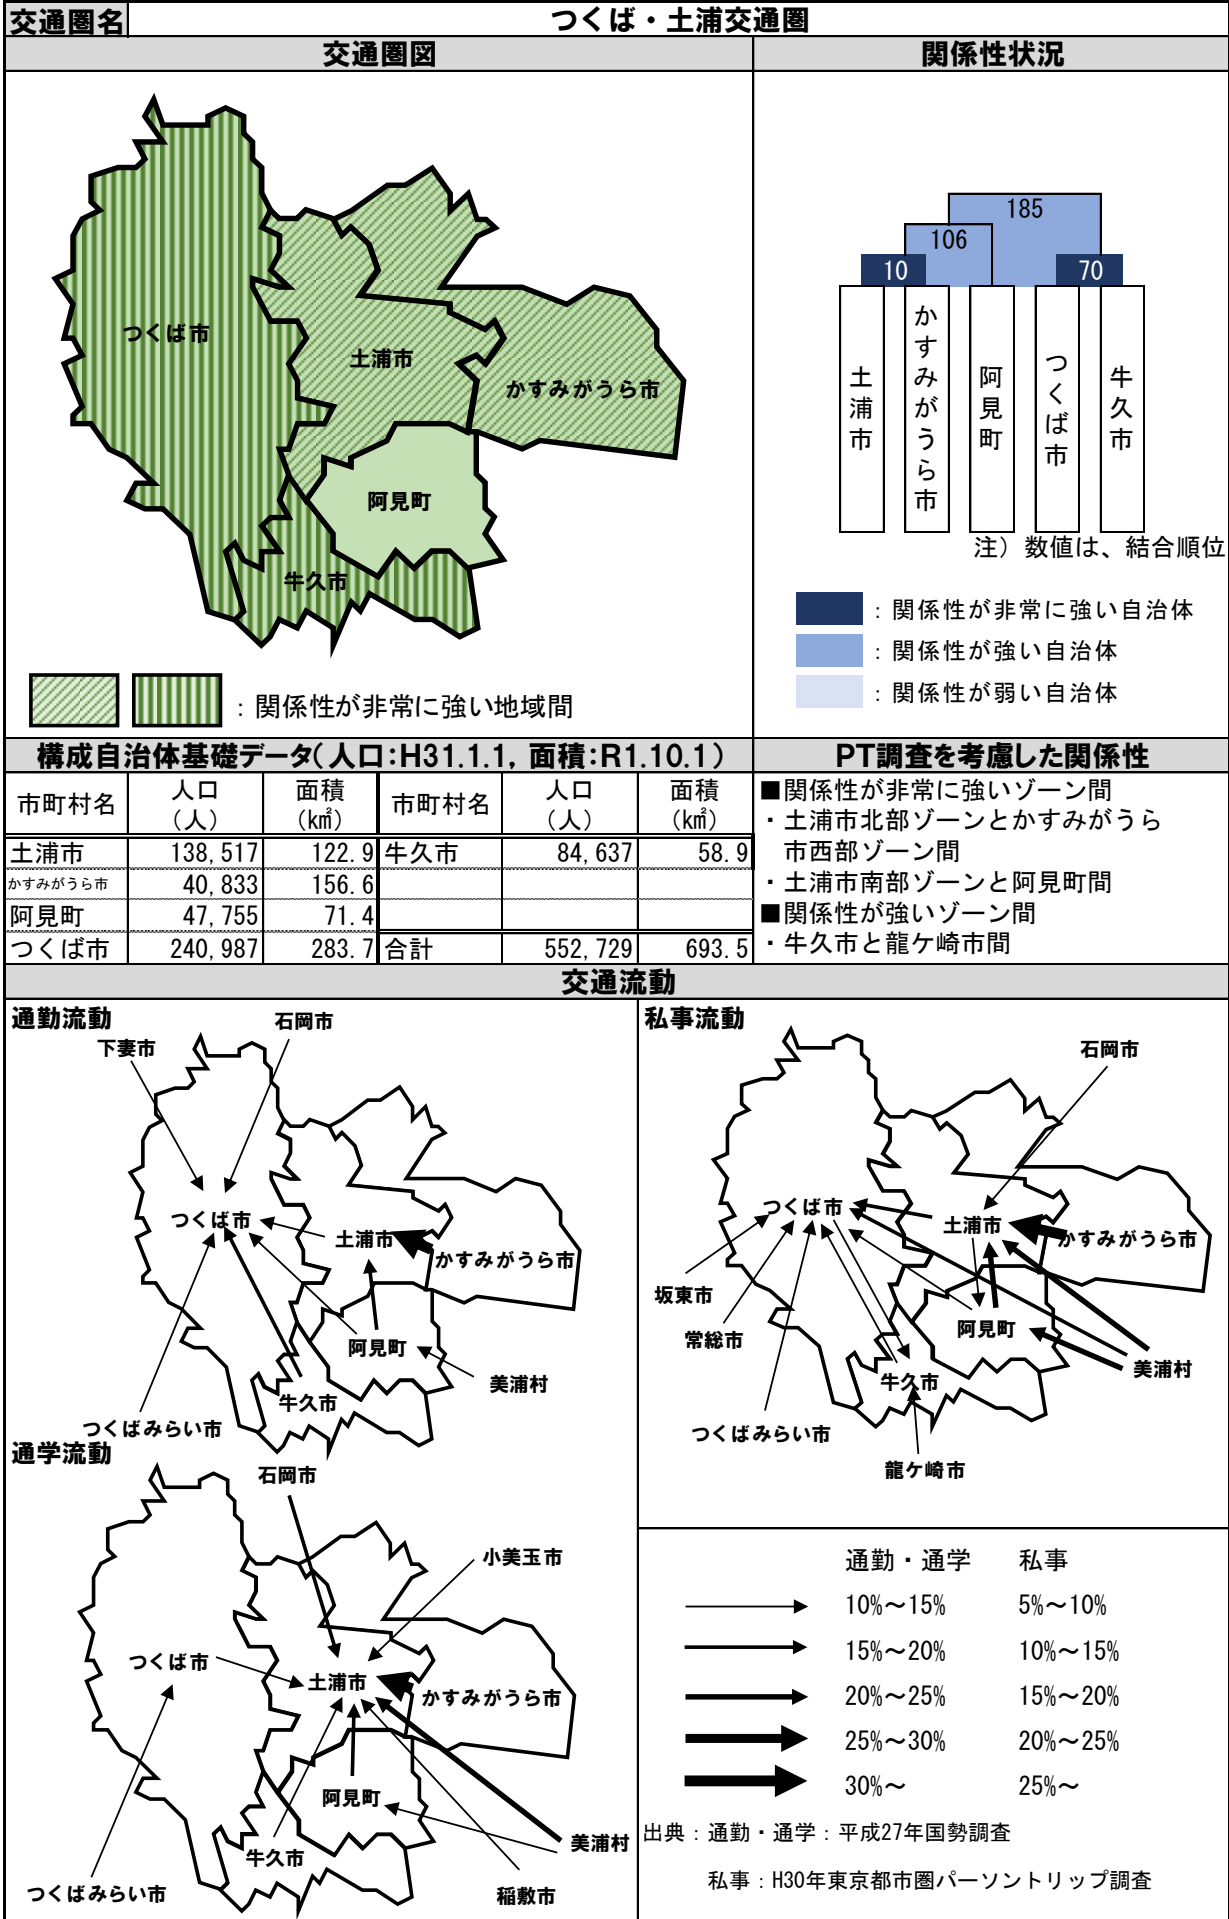 交通圏名
つくば・土浦交通圏
交通圏図
関係性状況
つくば市
土浦市
かすみがうら市
阿見町
牛久市
:関係性が非常に強い地域間
185
106
10
70
土浦市
かすみがうら市
阿見町
つくば市
牛久市
注）数値は、結合順位
:関係性が非常に強い自治体
:関係性が強い自治体
:関係性が弱い自治体
構成自治体基礎データ(人口:H31.1.1, 面積:R1.10.1)
市町村名 人口（人） 面積（k㎡） 市町村名 人口（人） 面積（k㎡）
土浦市 138,517 122.9 牛久市 84,637 58.9
かすみがうら市 40,833 156.6
阿見町 47,755 71.4
つくば市 240,987 283.7 合計 552,729 693.5
PT調査を考慮した関係性
■関係性が非常に強いゾーン間
・土浦市北部ゾーンとかすみがうら
市西部ゾーン間
・土浦市南部ゾーンと阿見町間
■関係性が強いゾーン間
・牛久市と龍ケ崎市間
交通流動
通勤流動
石岡市
下妻市
つくば市
土浦市
かすみがうら市
阿見町
美浦村
牛久市
つくばみらい市
私事流動
石岡市
つくば市
土浦市
かすみがうら市
坂東市
常総市
阿見町
美浦村
牛久市
つくばみらい市
龍ケ崎市
通学流動
石岡市
小美玉市
つくば市
土浦市
かすみがうら市
阿見町
美浦村
牛久市
つくばみらい市
稲敷市
通勤・通学 私事
10%～15% 5%～10%
15%～20% 10%～15%
20%～25% 15%～20%
25%～30% 20%～25%
30%～ 25%～
出典：通勤・通学：平成27年国勢調査
私事：H30年東京都市圏パーソントリップ調査